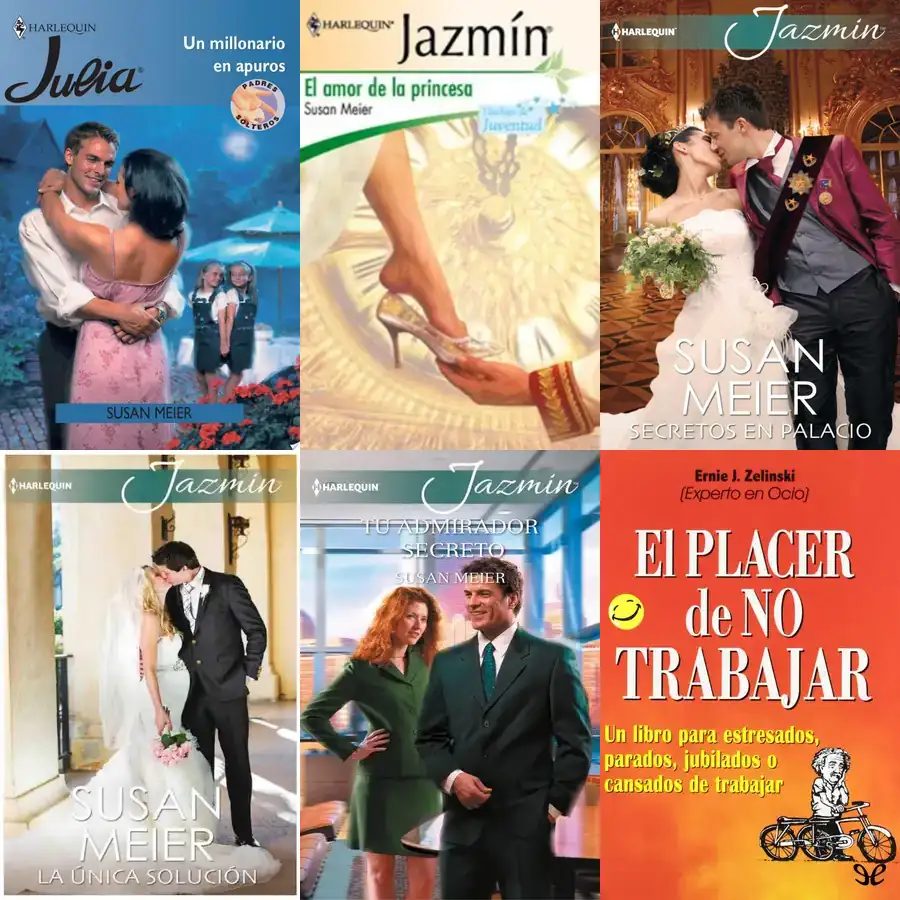 HARLEQUIN
Julia®
Un millonario
en apuros
PADRES
SOLTEROS
SUSAN MEIER
HARLEQUIN®
Jazmín®
El amor de la princesa
Susan Meier
Juventud
HARLEQUIN™
Jazmín
SUSAN
MEIER
SECRETOS EN PALACIO
HARLEQUIN
Jazmín™
SUSAN
MEIER
LA ÚNICA SOLUCIÓN
HARLEQUIN
Jazmín™
TU ADMIRADOR
SECRETO
SUSAN MEIER
Ernie J. Zelinski
(Experto en Ocio)
El PLACER
de NO
TRABAJAR
Un libro para estresados,
parados, jubilados o
cansados de trabajar